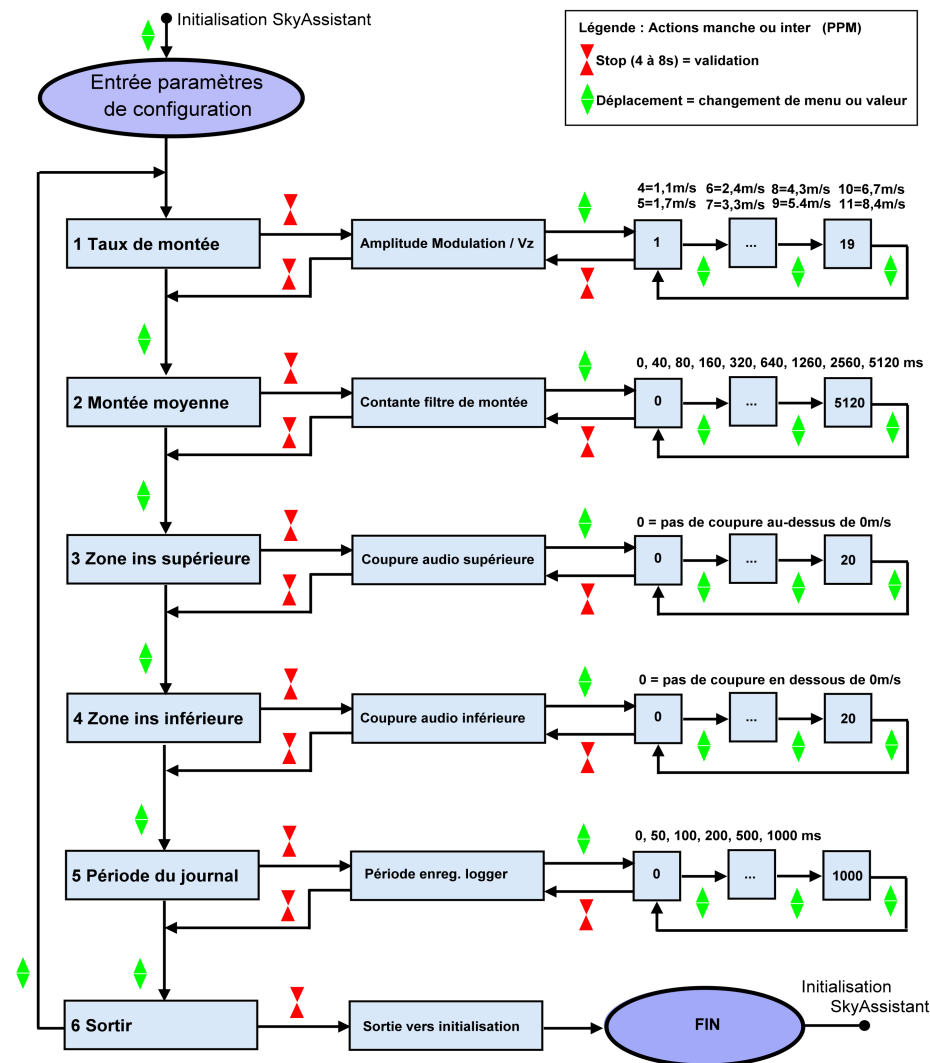 Initialisation SkyAssistant
Légende : Actions manche ou inter (PPM)
Stop (4 à 8s) = validation
Déplacement = changement de menu ou valeur
Entrée paramètres
de configuration
4=1,1m/s 6=2,4m/s 8=4,3m/s 10=6,7m/s
5=1,7m/s 7=3,3m/s 9=5.4m/s 11=8,4m/s
1 Taux de montée
Amplitude Modulation / Vz
1
...
19
0, 40, 80, 160, 320, 640, 1260, 2560, 5120 ms
2 Montée moyenne
Contante filtre de montée
0
...
5120
0 = pas de coupure au-dessus de 0m/s
3 Zone ins supérieure
Coupure audio supérieure
0
...
20
0 = pas de coupure en dessous de 0m/s
4 Zone ins inférieure
Coupure audio inférieure
0
...
20
0, 50, 100, 200, 500, 1000 ms
5 Période du journal
Période enreg. logger
0
...
1000
6 Sortir
Sortie vers initialisation
FIN
Initialisation
SkyAssistant